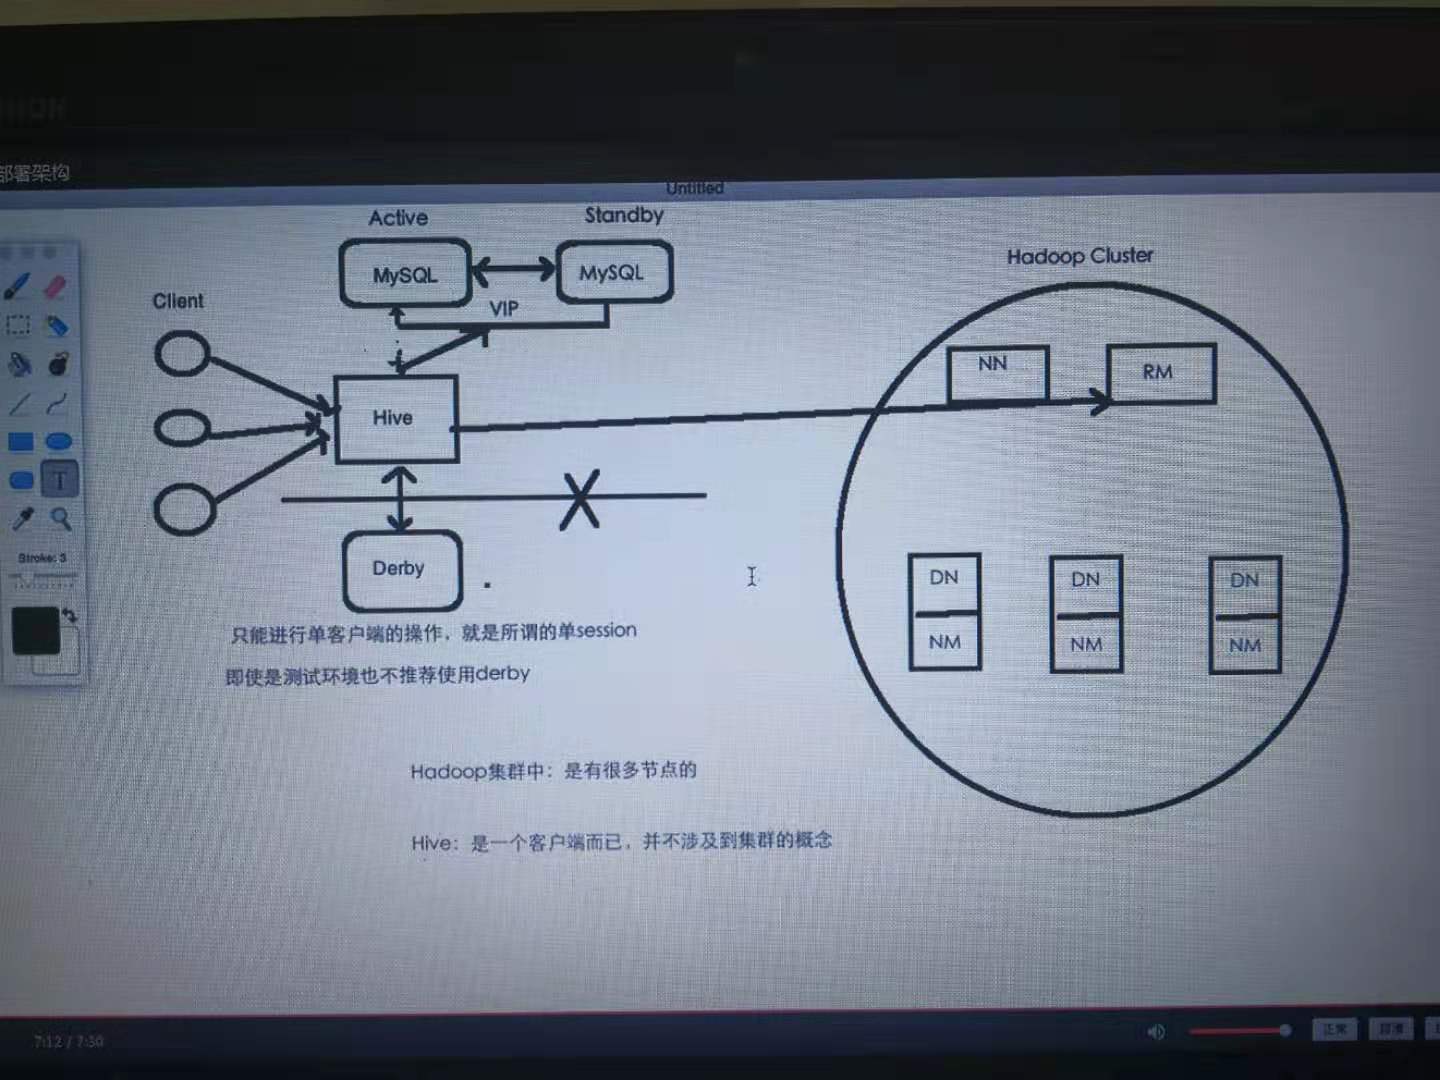 部署架构
Untitled
Active
Standby
MySQL
MySQL
Hadoop Cluster
Client
VIP
NN
RM
Hive
Stroke: 3
Derby
DN
DN
DN
NM
NM
NM
只能进行单客户端的操作，就是所谓的单session
即使是测试环境也不推荐使用derby
Hadoop集群中：是有很多节点的
Hive：是一个客户端而已，并不涉及到集群的概念
7:12 / 7:30
正常
T